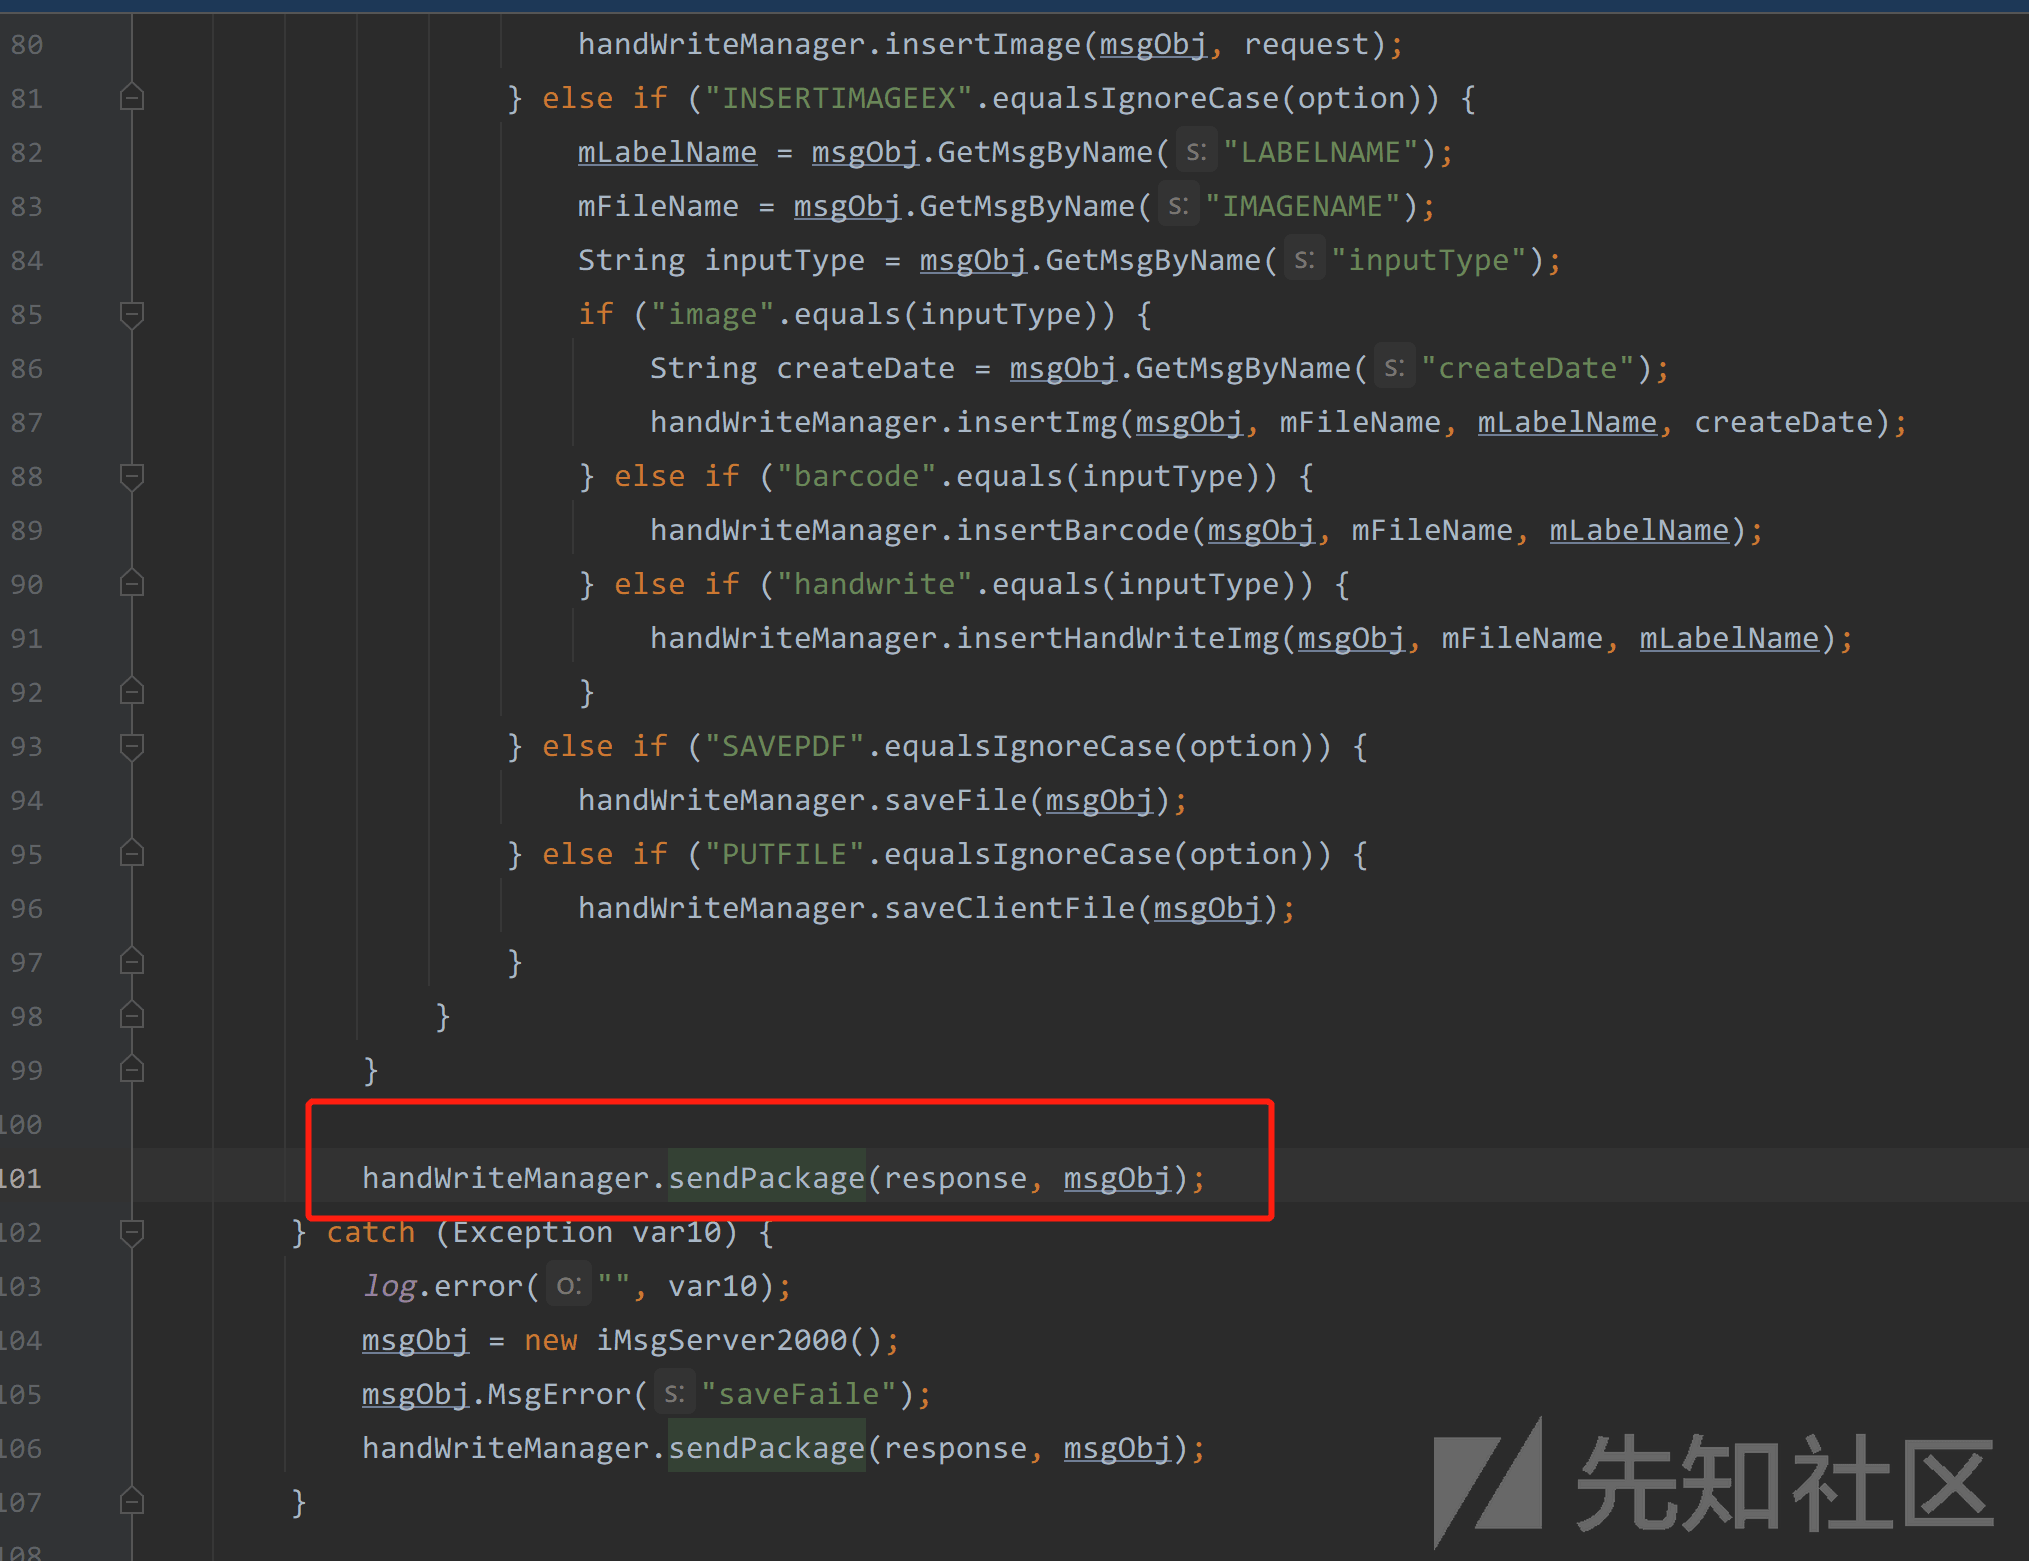 80 handWriteManager.insertImage(msgObj, request);
81 } else if ("INSERTIMAGEEX".equalsIgnoreCase(option)) {
82 mLabelName = msgObj.GetMsgByName( s: "LABELNAME");
83 mFileName = msgObj.GetMsgByName( s: "IMAGENAME");
84 String inputType = msgObj.GetMsgByName( s: "inputType");
85 if ("image".equals(inputType)) {
86 String createDate = msgObj.GetMsgByName( s: "createDate");
87 handWriteManager.insertImg(msgObj, mFileName, mLabelName, createDate);
88 } else if ("barcode".equals(inputType)) {
89 handWriteManager.insertBarcode(msgObj, mFileName, mLabelName);
90 } else if ("handwrite".equals(inputType)) {
91 handWriteManager.insertHandWriteImg(msgObj, mFileName, mLabelName);
92 }
93 } else if ("SAVEPDF".equalsIgnoreCase(option)) {
94 handWriteManager.saveFile(msgObj);
95 } else if ("PUTFILE".equalsIgnoreCase(option)) {
96 handWriteManager.saveClientFile(msgObj);
97 }
98 }
99 }
100
101 handWriteManager.sendPackage(response, msgObj);
102 } catch (Exception var10) {
103 log.error( o: "", var10);
104 msgObj = new iMsgServer2000();
105 msgObj.MsgError( s: "saveFaile");
106 handWriteManager.sendPackage(response, msgObj);
107 }
108
先知社区